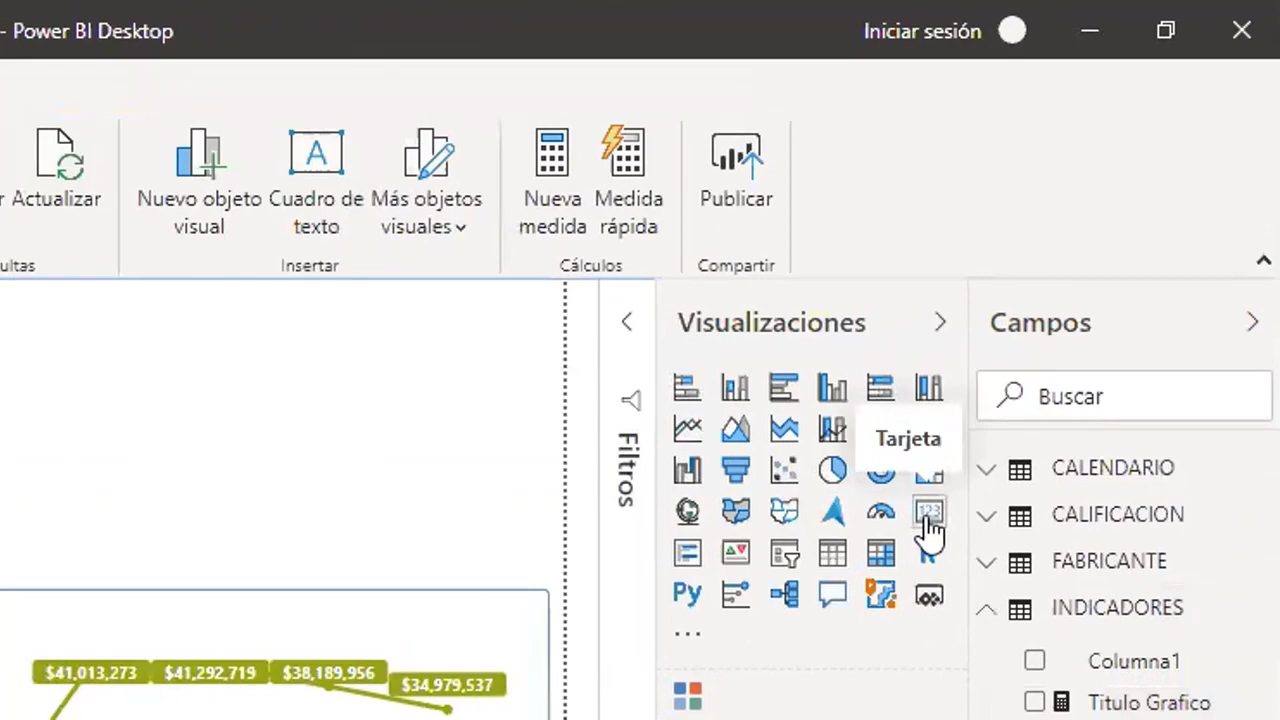 - Power BI Desktop
Iniciar sesión
r Actualizar
Nuevo objeto
visual
Cuadro de
texto
Más objetos
visuales
Nueva
medida
Medida
rápida
Publicar
ultas
Insertar
Cálculos
Compartir
Filtros
Visualizaciones
Tarjeta
123
R
Py
...
Campos
Buscar
CALENDARIO
CALIFICACION
FABRICANTE
INDICADORES
Columna1
Titulo Grafico
$41,013,273
$41,292,719
$38,189,956
$34,979,537